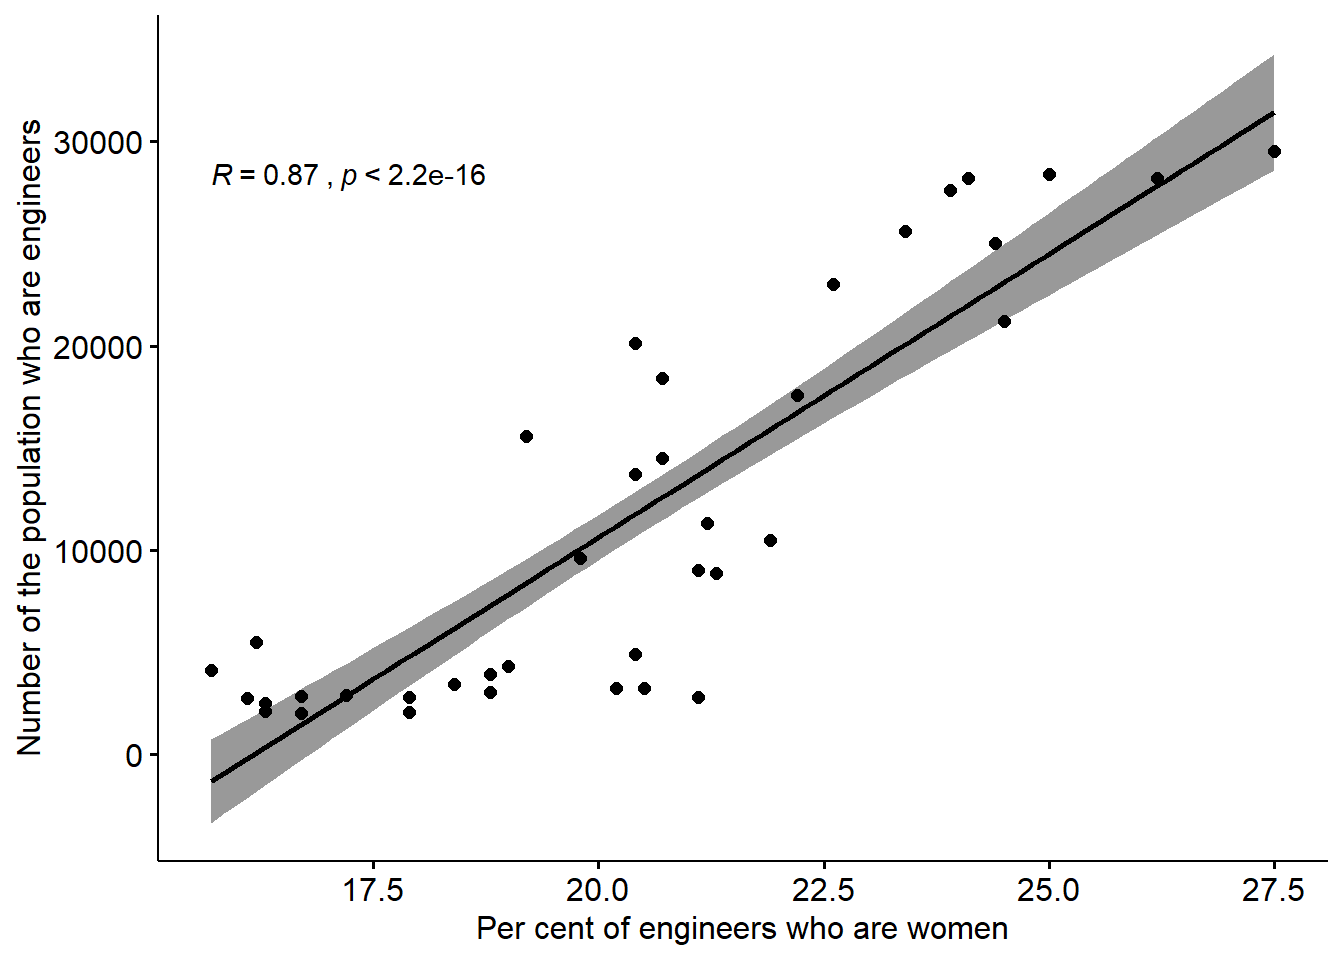 Number of the population who are engineers
30000
20000
10000
0
R = 0.87 , p < 2.2e-16
17.5 20.0 22.5 25.0 27.5
Per cent of engineers who are women